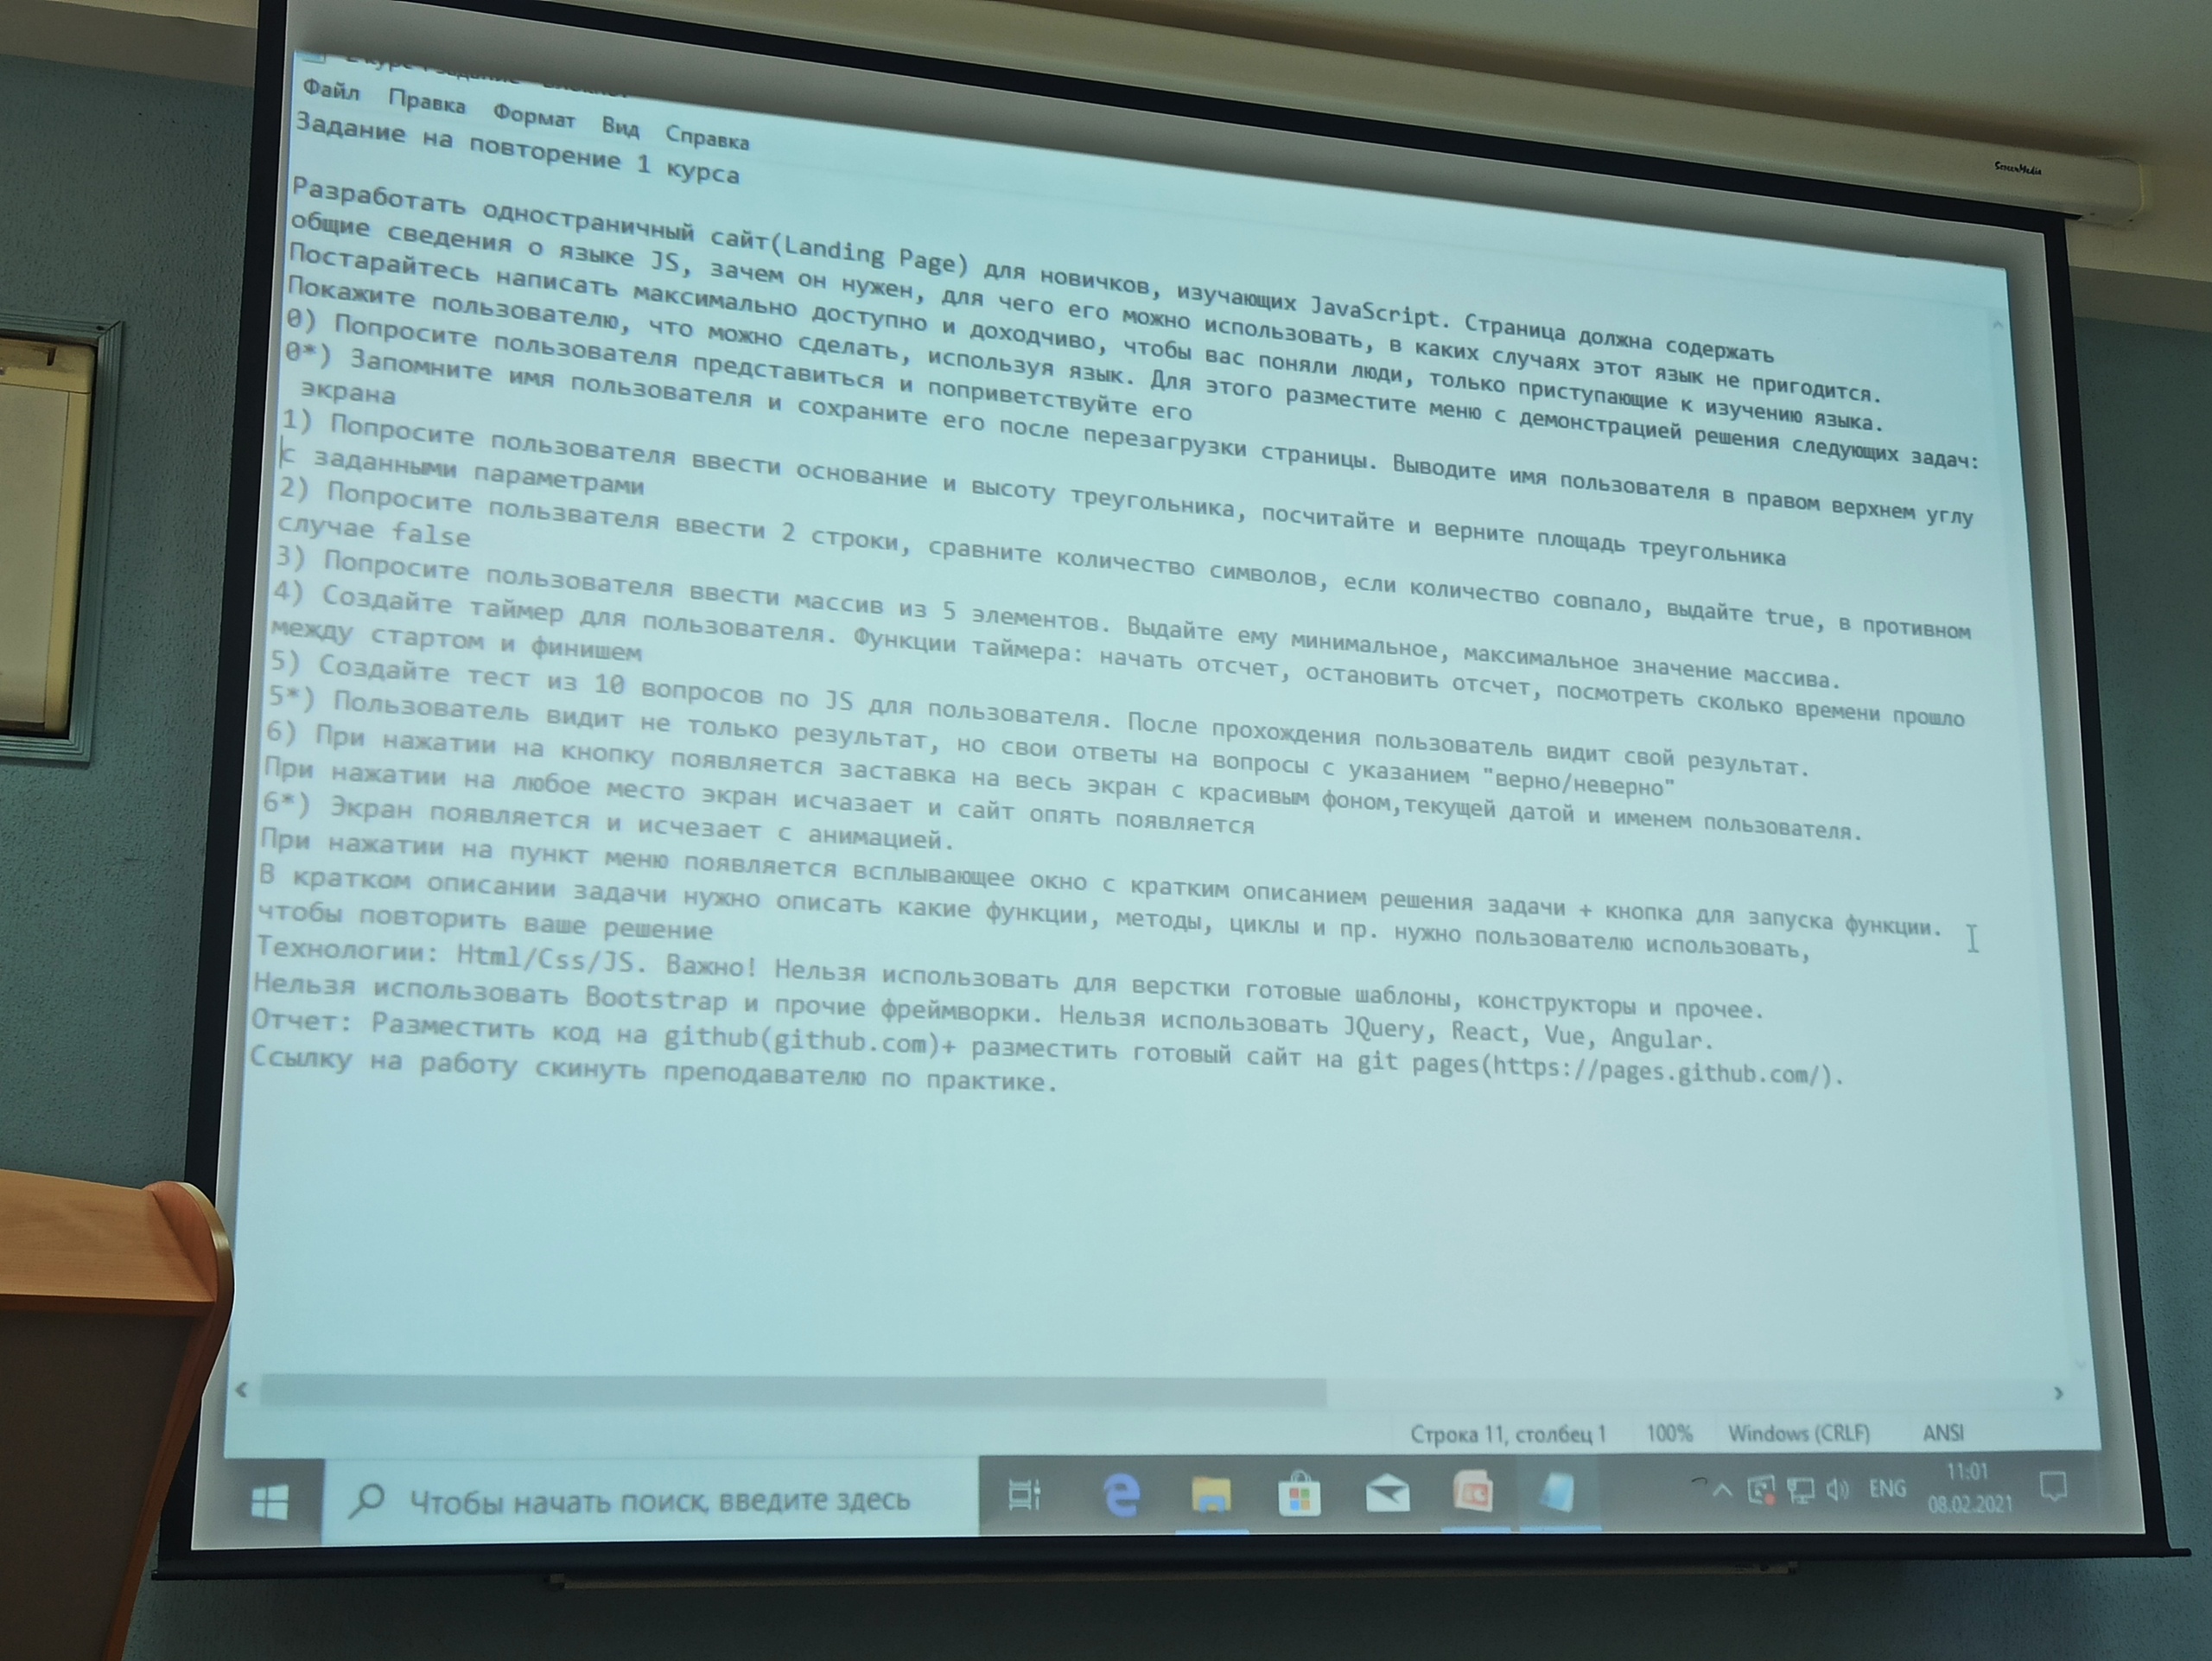 Файл Правка Формат Вид Справка
Задание на повторение 1 курса
Разработать одностраничный сайт(Landing Page) для новичков, изучающих JavaScript. Страница должна содержать
общие сведения о языке JS, зачем он нужен, для чего его можно использовать, в каких случаях этот язык не пригодится.
Постарайтесь написать максимально доступно и доходчиво, чтобы вас поняли люди, только приступающие к изучению языка.
Покажите пользователю, что можно сделать, используя язык. Для этого разместите меню с демонстрацией решения следующих задач:
0) Попросите пользователя представиться и поприветствуйте его
0*) Запомните имя пользователя и сохраните его после перезагрузки страницы. Выводите имя пользователя в правом верхнем углу
экрана
1) Попросите пользователя ввести основание и высоту треугольника, посчитайте и верните площадь треугольника
с заданными параметрами
2) Попросите пользвателя ввести 2 строки, сравните количество символов, если количество совпало, выдайте true, в противном
случае false
3) Попросите пользователя ввести массив из 5 элементов. Выдайте ему минимальное, максимальное значение массива.
4) Создайте таймер для пользователя. Функции таймера: начать отсчет, остановить отсчет, посмотреть сколько времени прошло
между стартом и финишем
5) Создайте тест из 10 вопросов по JS для пользователя. После прохождения пользователь видит свой результат.
5*) Пользователь видит не только результат, но свои ответы на вопросы с указанием "верно/неверно"
6) При нажатии на кнопку появляется заставка на весь экран с красивым фоном,текущей датой и именем пользователя.
При нажатии на любое место экран исчазает и сайт опять появляется
6*) Экран появляется и исчезает с анимацией.
При нажатии на пункт меню появляется всплывающее окно с кратким описанием решения задачи + кнопка для запуска функции.
В кратком описании задачи нужно описать какие функции, методы, циклы и пр. нужно пользователю использовать,
чтобы повторить ваше решение
Технологии: Html/Css/JS. Важно! Нельзя использовать для верстки готовые шаблоны, конструкторы и прочее.
Нельзя использовать Bootstrap и прочие фреймворки. Нельзя использовать JQuery, React, Vue, Angular.
Отчет: Разместить код на github(github.com)+ разместить готовый сайт на git pages(https://pages.github.com/).
Ссылку на работу скинуть преподавателю по практике.
Строка 11, столбец 1 100% Windows (CRLF) ANSI
Чтобы начать поиск, введите здесь
ENG
11:01
08.02.2021
ScreenMedia